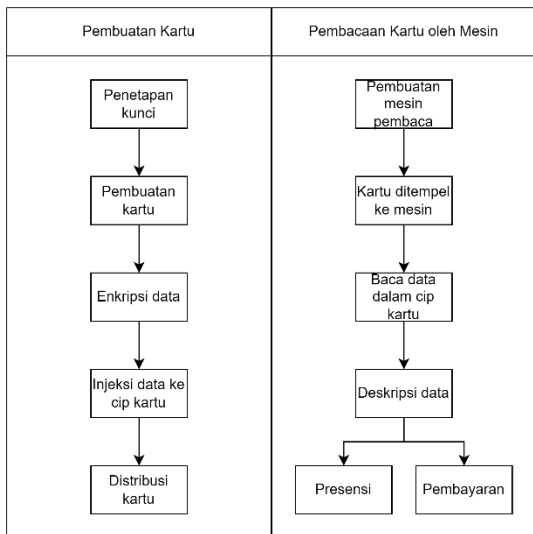 Pembuatan Kartu
Pembacaan Kartu oleh Mesin
Penetapan
kunci
Pembuatan
kartu
Enkripsi data
Injeksi data ke
cip kartu
Distribusi
kartu
Pembuatan
mesin
pembaca
Kartu ditempel
ke mesin
Baca data
dalam cip
kartu
Deskripsi data
Presensi
Pembayaran